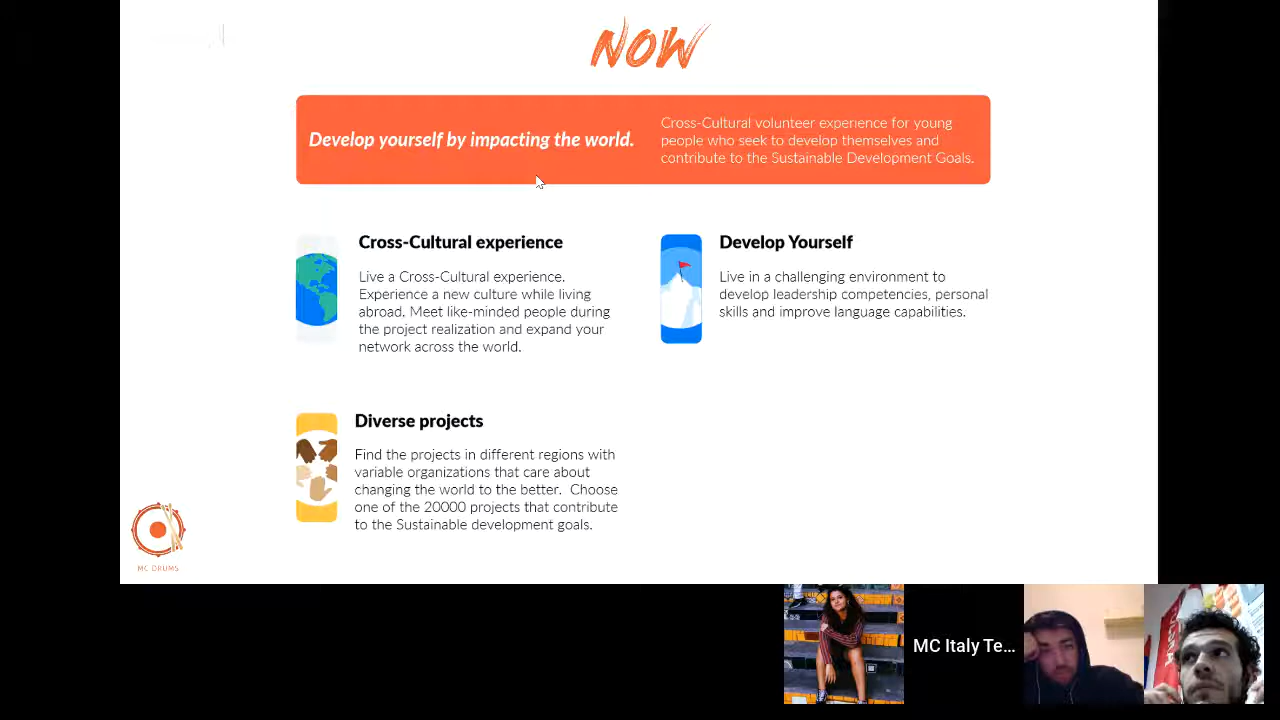 NOW
Develop yourself by impacting the world.
Cross-Cultural volunteer experience for young
people who seek to develop themselves and
contribute to the Sustainable Development Goals.
Cross-Cultural experience
Live a Cross-Cultural experience.
Experience a new culture while living
abroad. Meet like-minded people during
the project realization and expand your
network across the world.
Develop Yourself
Live in a challenging environment to
develop leadership competencies, personal
skills and improve language capabilities.
Diverse projects
Find the projects in different regions with
variable organizations that care about
changing the world to the better. Choose
one of the 20000 projects that contribute
to the Sustainable development goals.
MC DRUMS
MC Italy Te...